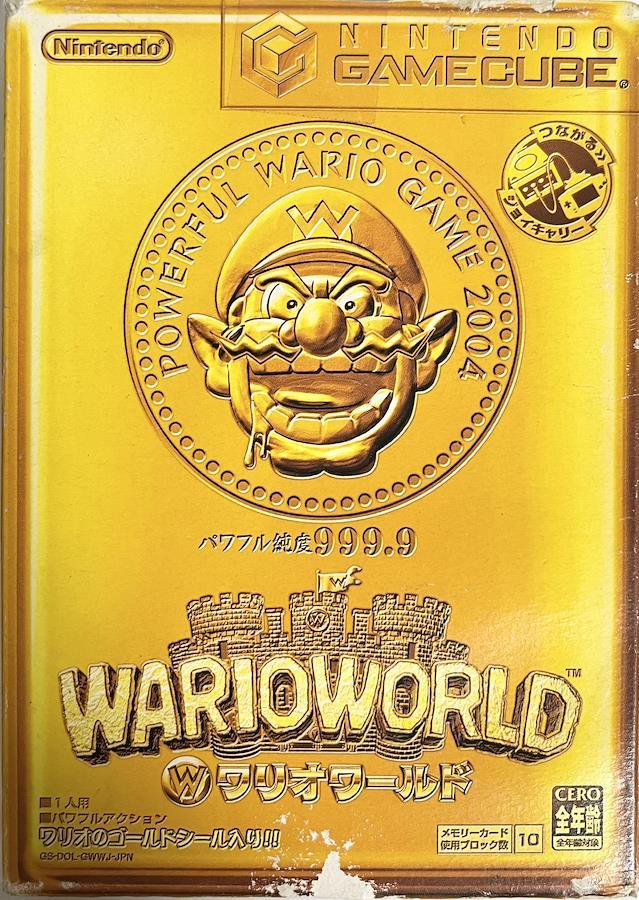 Nintendo
NINTENDO
GAMECUBE®
つながる》
ジョイキャリー
POWERFUL WARIO GAME 2004
W
パワフル純度999.9
W
W
WARIOWORLD™
W ワリオワールド
■1人用
■パワフルアクション
ワリオのゴールドシール入り!!
GS-DOL-GWWJ-JPN
メモリーカード
使用ブロック数 10
CERO
全年齢
全年齢対象